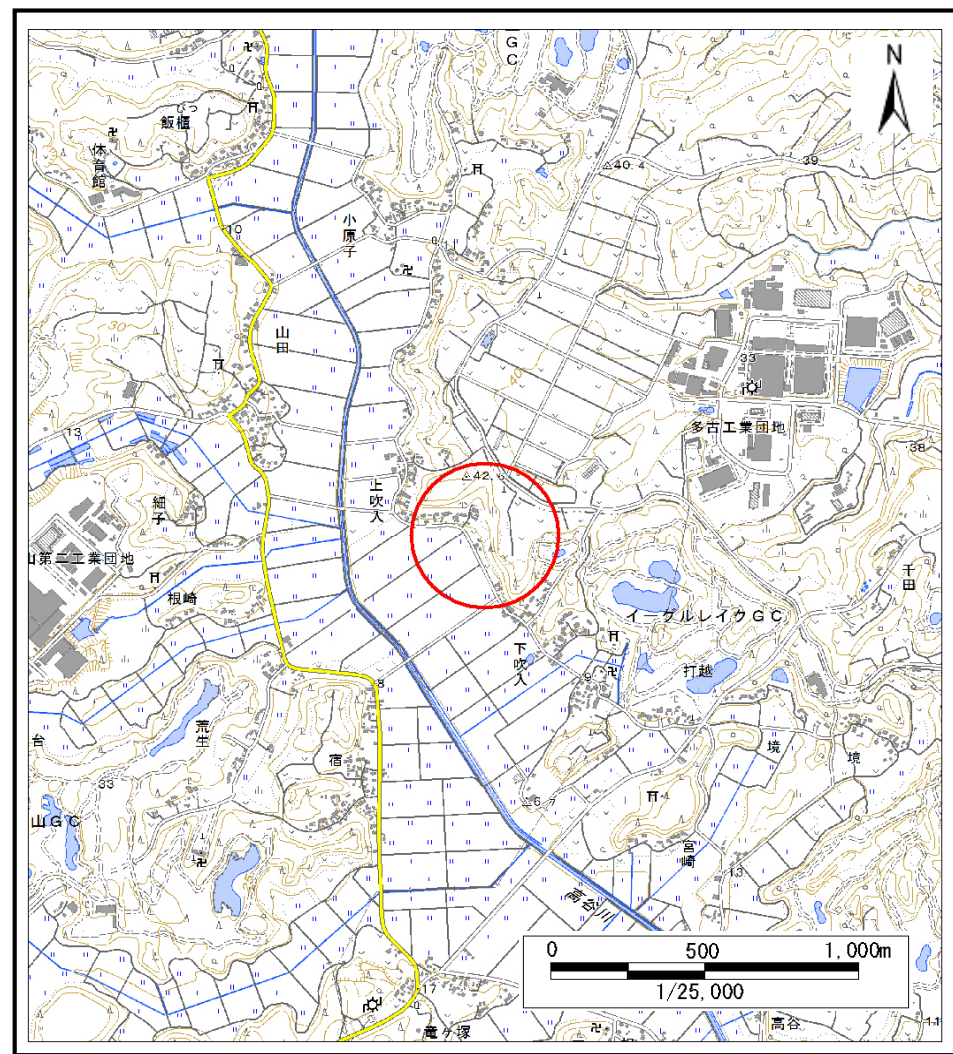 GC
N
びつ
飯櫃
体育館
40.4
39
小原子
11
10
山田
33
多古工業団地
13
38
上吹入
42.6
細子
山第二工業団地
根崎
千田
イーグルレイクGC
下吹入
打越
9
8
荒生
台
宿
境
境
33
山GC
6.7
宮崎
13
高谷川
0 500 1,000m
1/25,000
17
竜ヶ塚
高谷
11